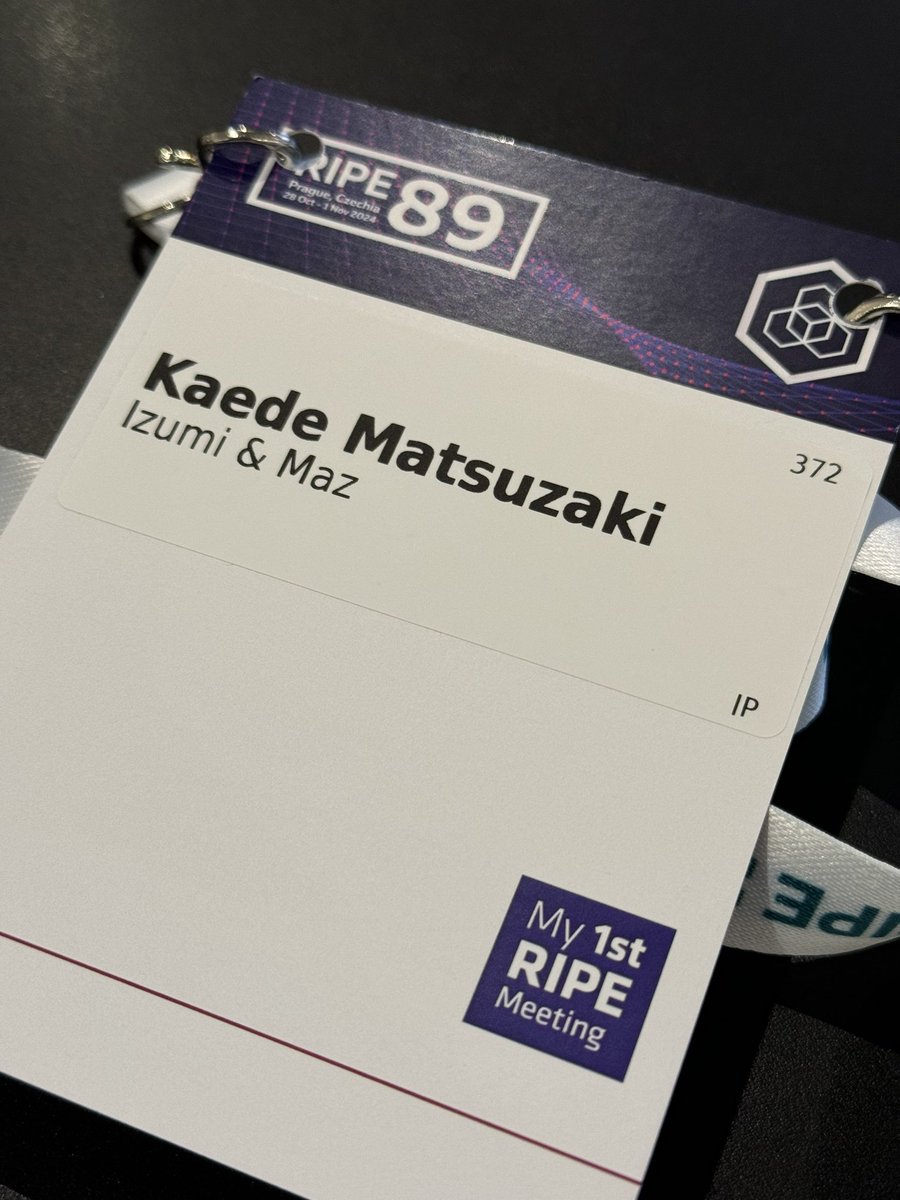 RIPE 89
Prague, Czechia
28 Oct - 1 Nov 2024
Kaede Matsuzaki
Izumi & Maz
372
IP
My 1st
RIPE
Meeting
RIPE